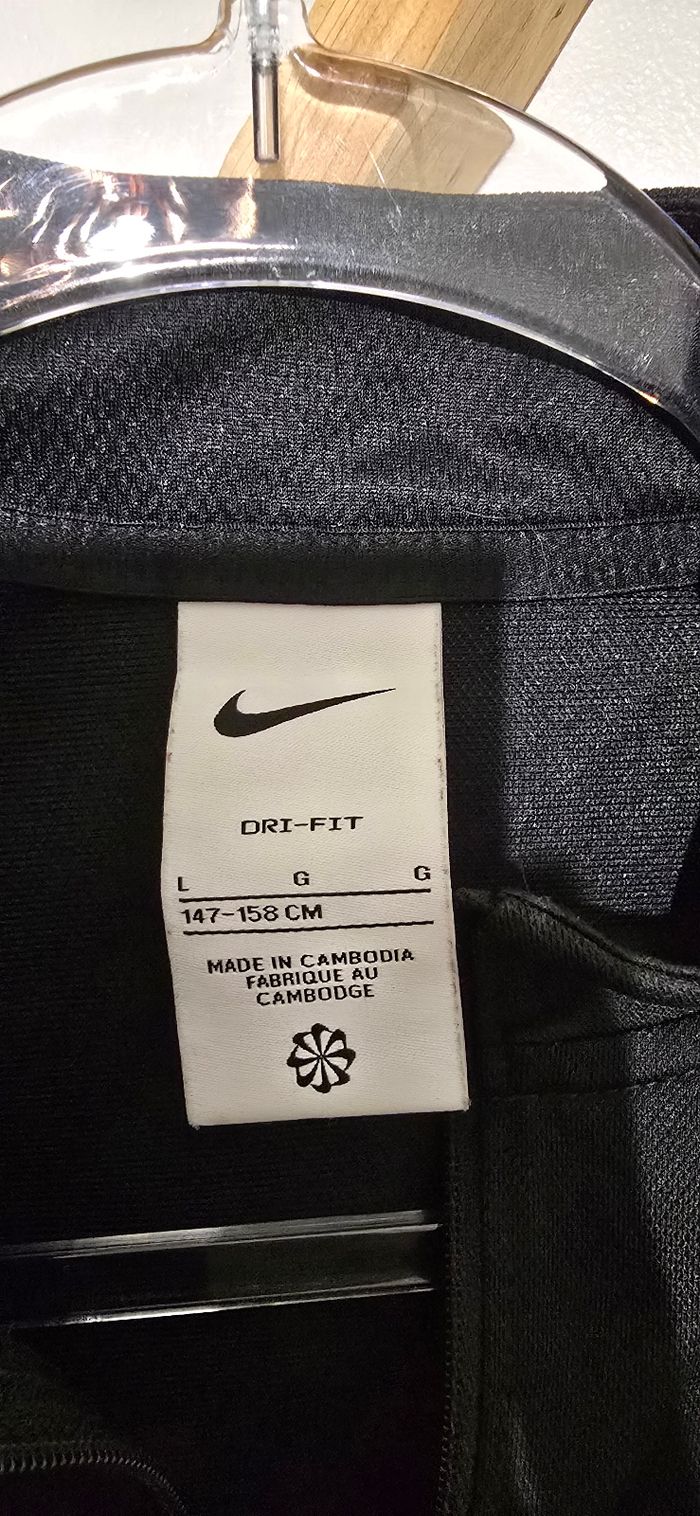 DRI-FIT
L G G
147-158 CM
MADE IN CAMBODIA
FABRIQUE AU
CAMBODGE